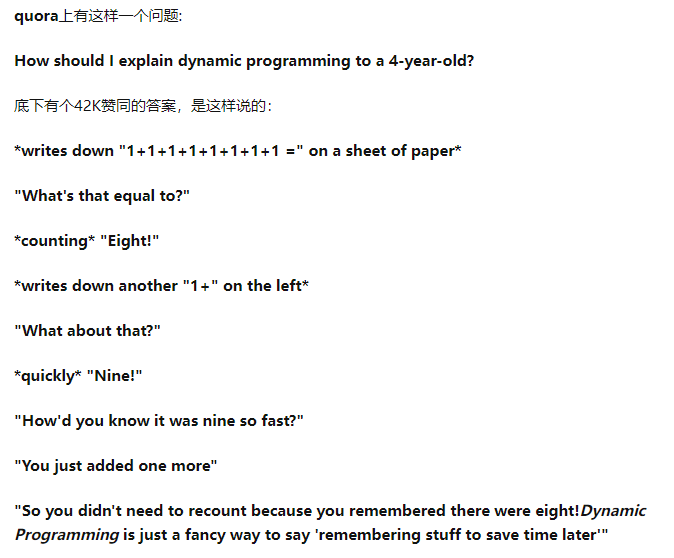 quora上有这样一个问题:
How should I explain dynamic programming to a 4-year-old?
底下有个42K赞同的答案，是这样说的：
*writes down "1+1+1+1+1+1+1+1 =" on a sheet of paper*
"What's that equal to?"
*counting* "Eight!"
*writes down another "1+" on the left*
"What about that?"
*quickly* "Nine!"
"How'd you know it was nine so fast?"
"You just added one more"
"So you didn't need to recount because you remembered there were eight!Dynamic
Programming is just a fancy way to say 'remembering stuff to save time later'"